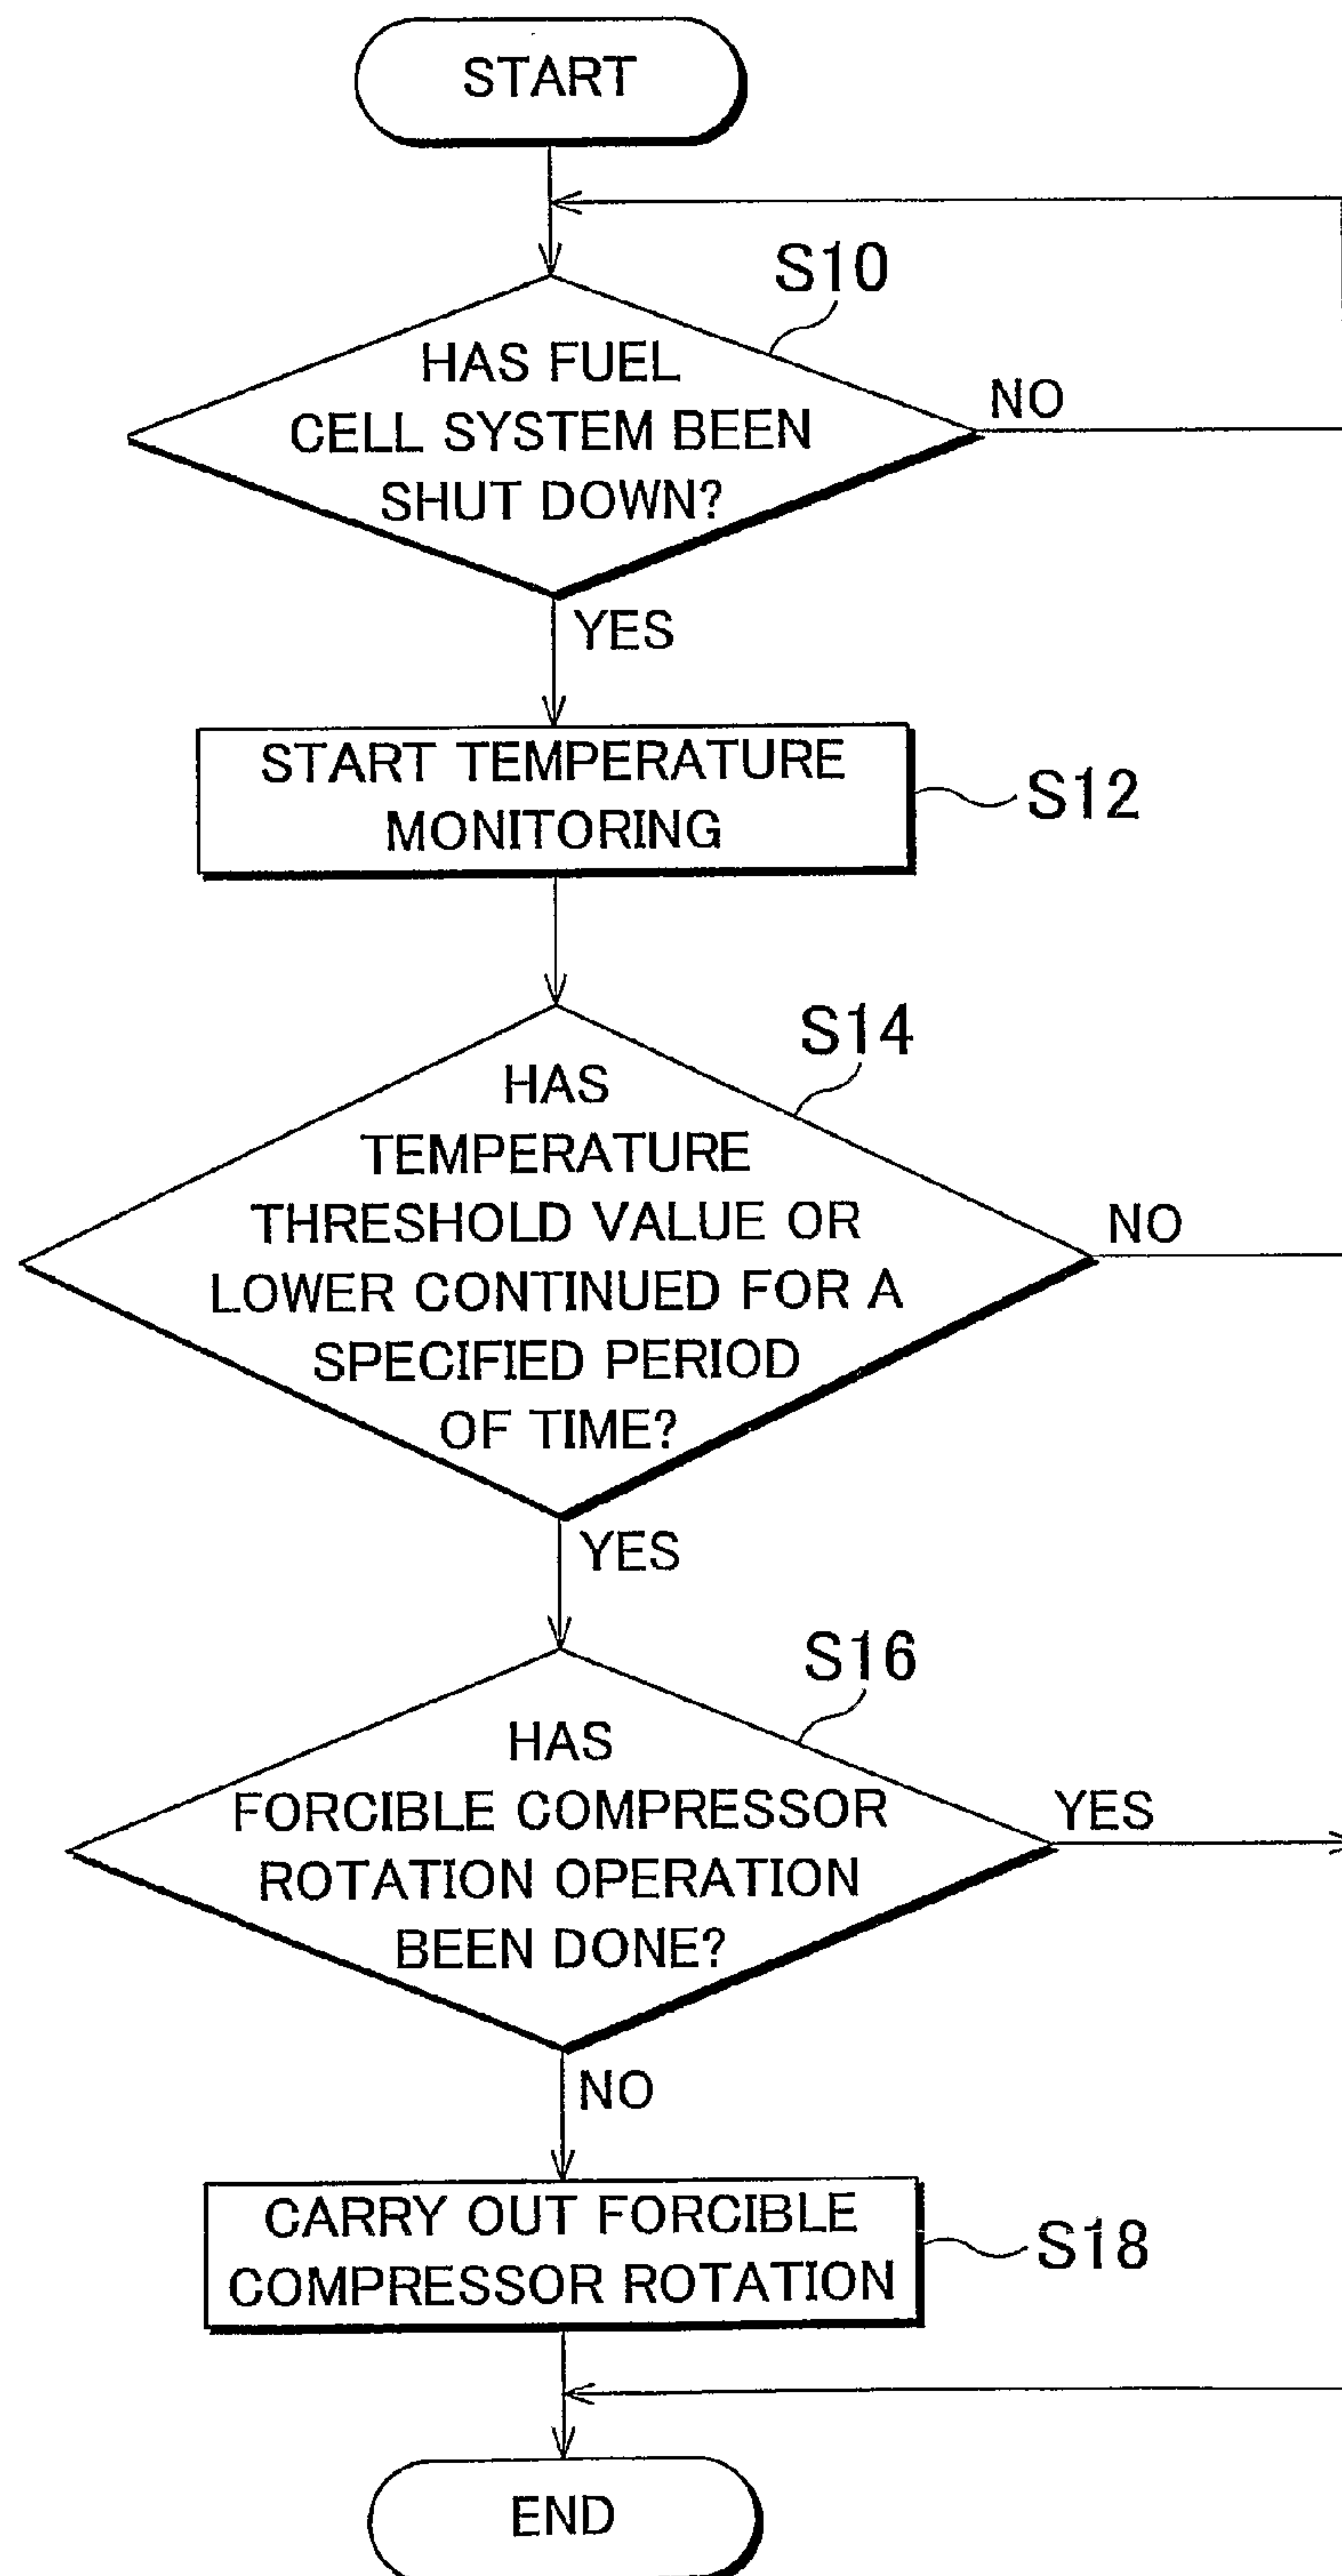 START
S10
HAS FUEL
CELL SYSTEM BEEN
SHUT DOWN?
NO
YES
START TEMPERATURE
MONITORING
S12
S14
HAS
TEMPERATURE
THRESHOLD VALUE OR
LOWER CONTINUED FOR A
SPECIFIED PERIOD
OF TIME?
NO
YES
S16
HAS
FORCIBLE COMPRESSOR
ROTATION OPERATION
BEEN DONE?
YES
NO
CARRY OUT FORCIBLE
COMPRESSOR ROTATION
S18
END